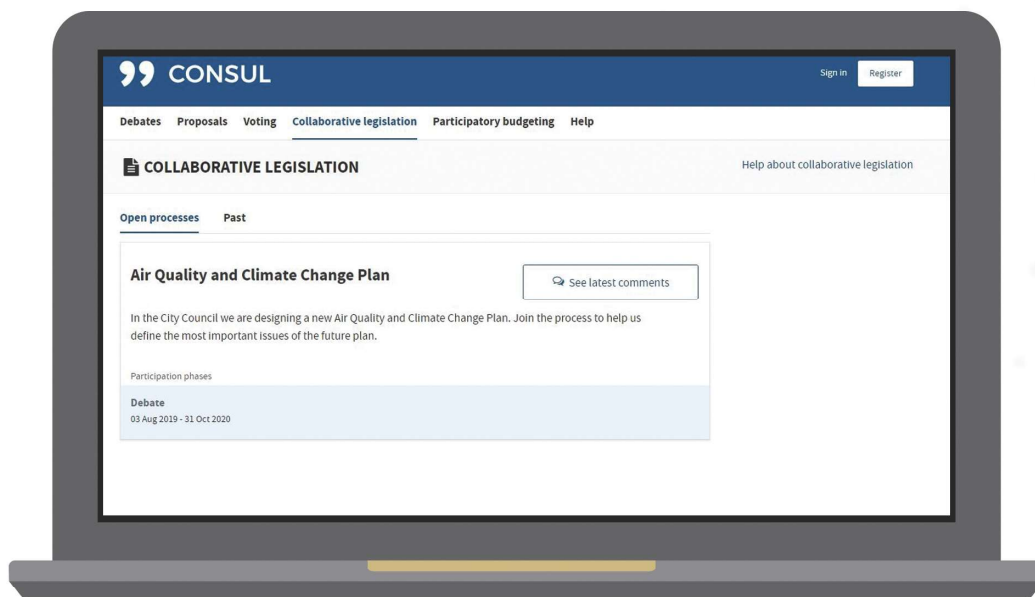 CONSUL
Sign in Register
Debates Proposals Voting Collaborative legislation Participatory budgeting Help
COLLABORATIVE LEGISLATION
Help about collaborative legislation
Open processes Past
Air Quality and Climate Change Plan
See latest comments
In the City Council we are designing a new Air Quality and Climate Change Plan. Join the process to help us
define the most important issues of the future plan.
Participation phases
Debate
03 Aug 2019 - 31 Oct 2020